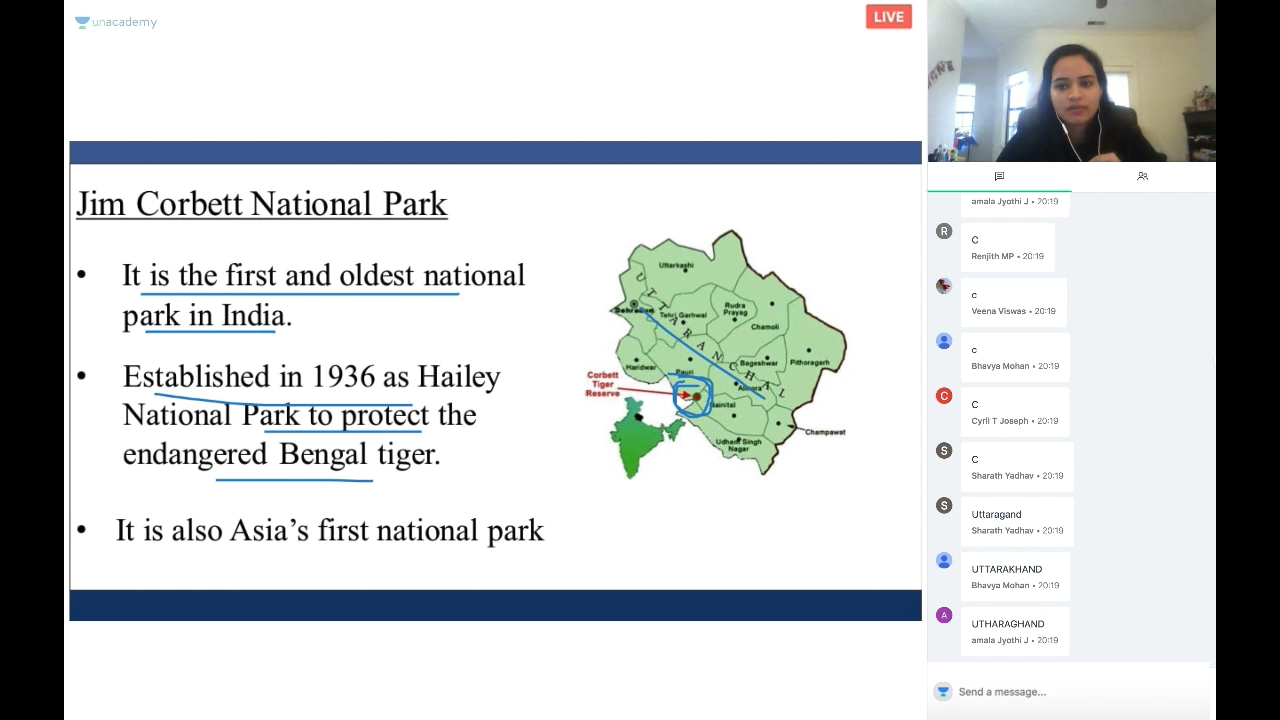 unacademy
LIVE
Jim Corbett National Park
• It is the first and oldest national
park in India.
• Established in 1936 as Hailey
National Park to protect the
endangered Bengal tiger.
• It is also Asia's first national park
Uttarkashi
UTTARANCHAL
Dehradun
Tehri Garhwal
Rudra
Prayag
Chamoli
Haridwar
Pauri
Bageshwar
Pithoragarh
Almora
Corbett
Tiger
Reserve
Nainital
Champawat
Udham Singh
Nagar
amala Jyothi J • 20:19
R
C
Renjith MP • 20:19
c
Veena Viswas • 20:19
c
Bhavya Mohan • 20:19
C
C
Cyril T Joseph • 20:19
S
C
Sharath Yadhav • 20:19
S
Uttaragand
Sharath Yadhav • 20:19
UTTARAKHAND
Bhavya Mohan • 20:19
A
UTHARAGHAND
amala Jyothi J • 20:19
Send a message...